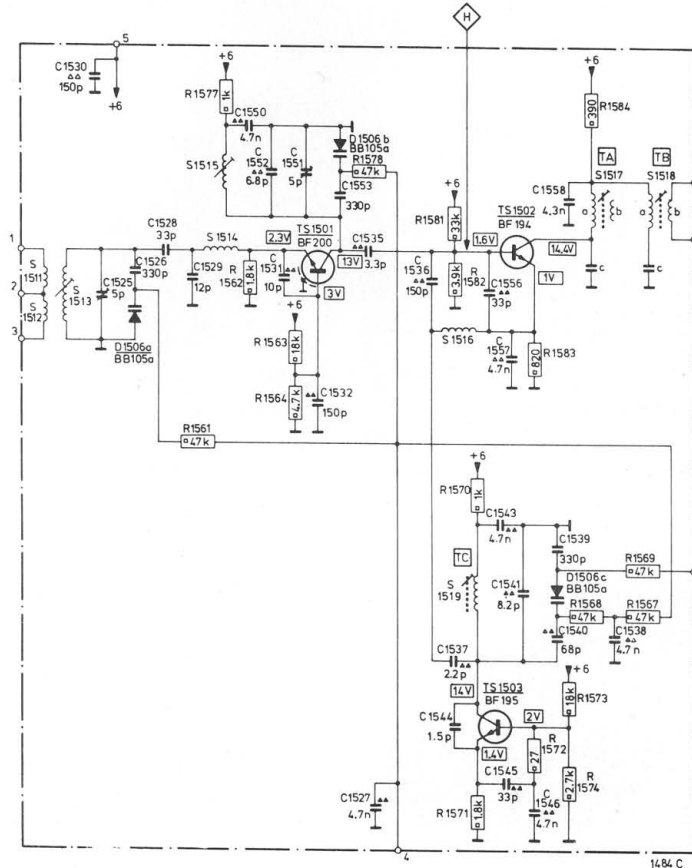 H
5
C1530
150p
+6
+6
R1577
1k
C1550
4.7n
C
1552
6.8p
C
1551
5p
D1506b
BB105a
R1578
47k
C1553
330p
S1515
+6
390
R1584
TA
TB
S1517
S1518
C1558
4.3n
a
b
a
b
c
c
1
2
3
S
1511
S
1512
S
1513
C1525
5p
C1526
330p
D1506a
BB105a
C1528
33p
C1529
12p
S1514
R
1562
1.8k
2.3V
TS1501
BF200
C
1531
10p
13V
3V
C1535
3.3p
+6
R1563
18k
R1564
4.7k
C1532
150p
R1561
47k
+6
R1581
33k
1.6V
TS1502
BF194
14,4V
1V
C
1536
150p
3.9k
R
1582
C1556
33p
S1516
C
1557
4.7n
820
R1583
+6
R1570
1k
C1543
4.7n
C1539
330p
TC
S
1519
C1541
8.2p
D1506c
BB105a
R1569
47k
R1568
47k
R1567
47k
C1540
68p
C1538
4.7n
C1537
2.2p
14V
TS1503
BF195
2V
1.4V
C1544
1.5p
+6
18k
R1573
R
1572
27
C1545
33p
C
1546
4.7n
2.7k
R
1574
R1571
1.8k
C1527
4.7n
4
1484 C